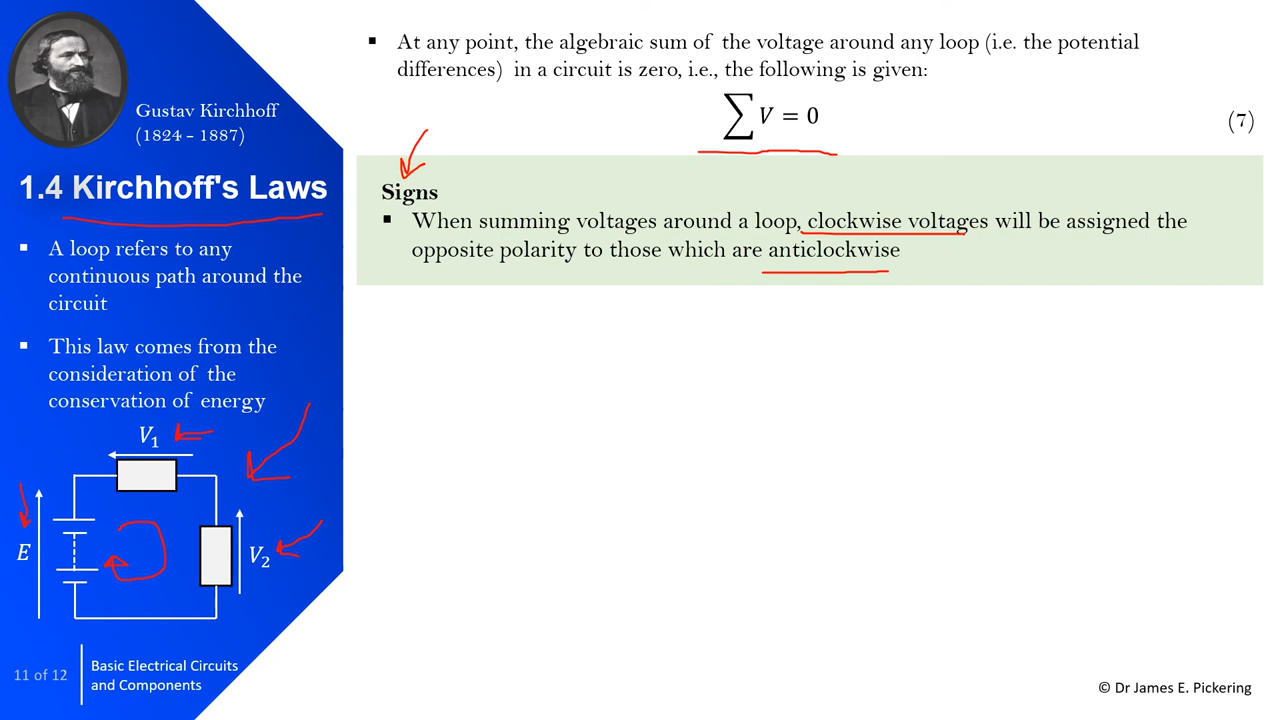 Gustav Kirchhoff
(1824 – 1887)
1.4 Kirchhoff's Laws
▪ A loop refers to any
continuous path around the
circuit
▪ This law comes from the
consideration of the
conservation of energy
V₁
E
V₂
11 of 12
Basic Electrical Circuits
and Components
▪ At any point, the algebraic sum of the voltage around any loop (i.e. the potential
differences) in a circuit is zero, i.e., the following is given:
∑ V = 0
(7)
Signs
▪ When summing voltages around a loop, clockwise voltages will be assigned the
opposite polarity to those which are anticlockwise
© Dr James E. Pickering